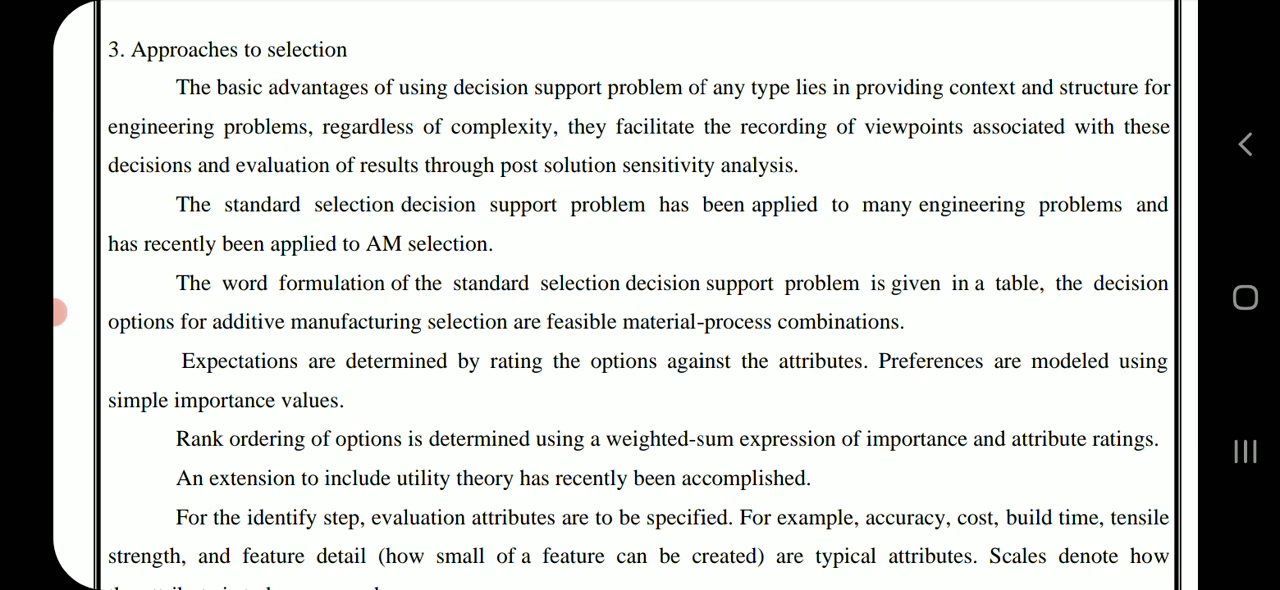 3. Approaches to selection
The basic advantages of using decision support problem of any type lies in providing context and structure for
engineering problems, regardless of complexity, they facilitate the recording of viewpoints associated with these
decisions and evaluation of results through post solution sensitivity analysis.
The standard selection decision support problem has been applied to many engineering problems and
has recently been applied to AM selection.
The word formulation of the standard selection decision support problem is given in a table, the decision
options for additive manufacturing selection are feasible material-process combinations.
Expectations are determined by rating the options against the attributes. Preferences are modeled using
simple importance values.
Rank ordering of options is determined using a weighted-sum expression of importance and attribute ratings.
An extension to include utility theory has recently been accomplished.
For the identify step, evaluation attributes are to be specified. For example, accuracy, cost, build time, tensile
strength, and feature detail (how small of a feature can be created) are typical attributes. Scales denote how